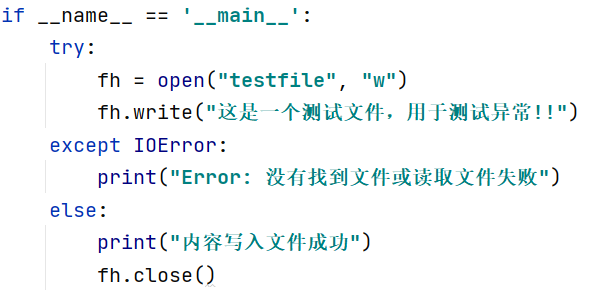 if __name__ == '__main__':
    try:
        fh = open("testfile", "w")
        fh.write("这是一个测试文件，用于测试异常!!")
    except IOError:
        print("Error: 没有找到文件或读取文件失败")
    else:
        print("内容写入文件成功")
        fh.close()